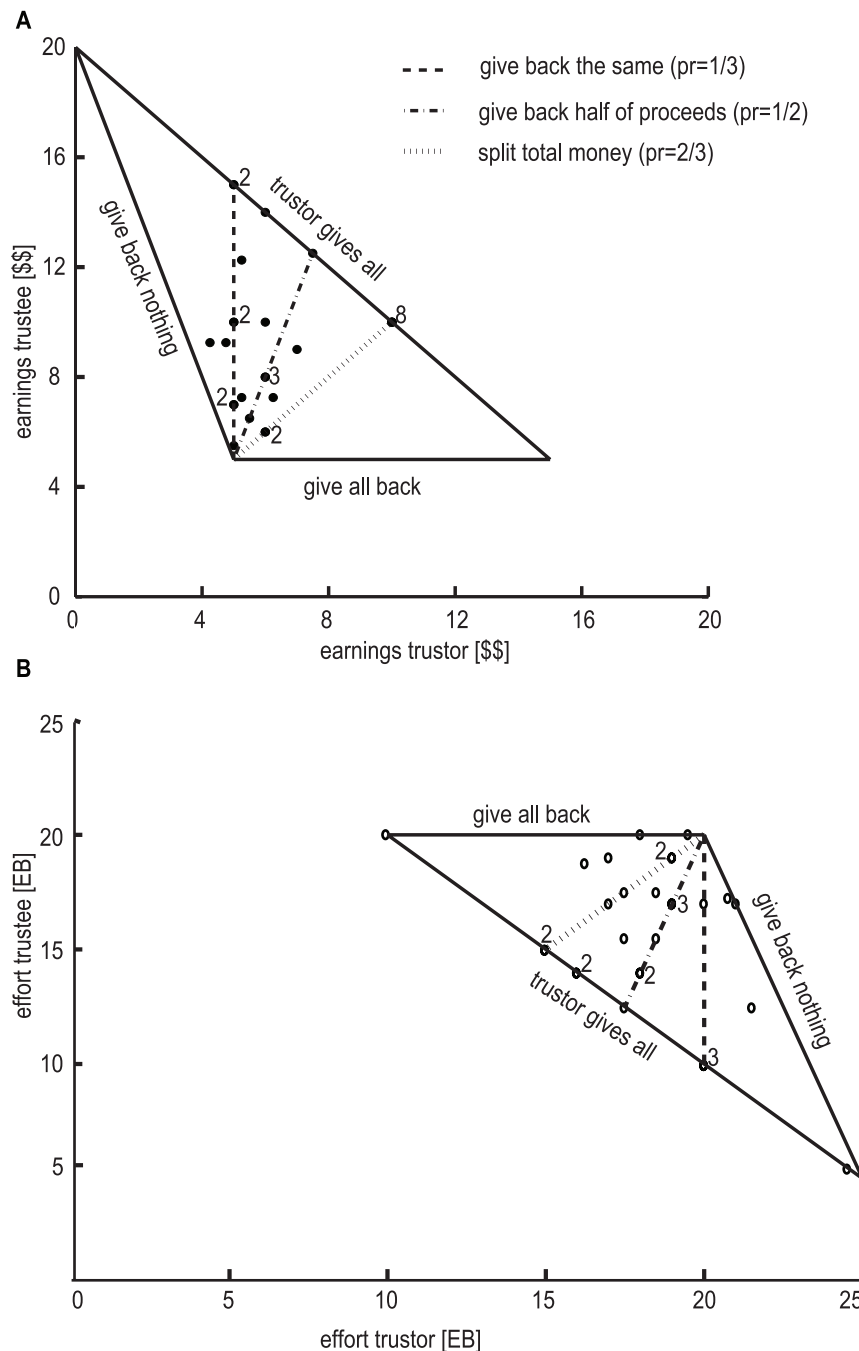 A
20
16
12
8
4
0
earnings trustee [$$]
give back the same (pr=1/3)
give back half of proceeds (pr=1/2)
split total money (pr=2/3)
give back nothing
trustor gives all
2
2
8
3
2
2
give all back
0
4
8
12
16
20
earnings trustor [$$]
B
25
20
15
10
5
effort trustee [EB]
give all back
2
3
2
2
2
3
trustor gives all
give back nothing
0
5
10
15
20
25
effort trustor [EB]